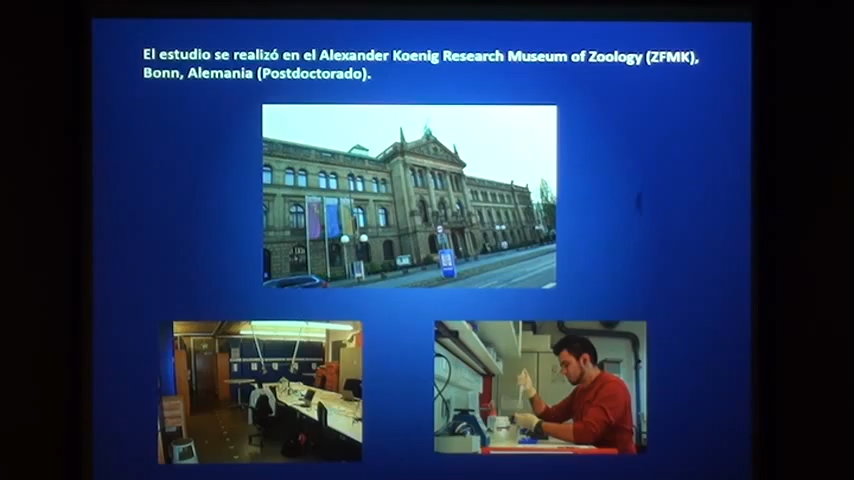 El estudio se realizó en el Alexander Koenig Research Museum of Zoology (ZFMK),
Bonn, Alemania (Postdoctorado).